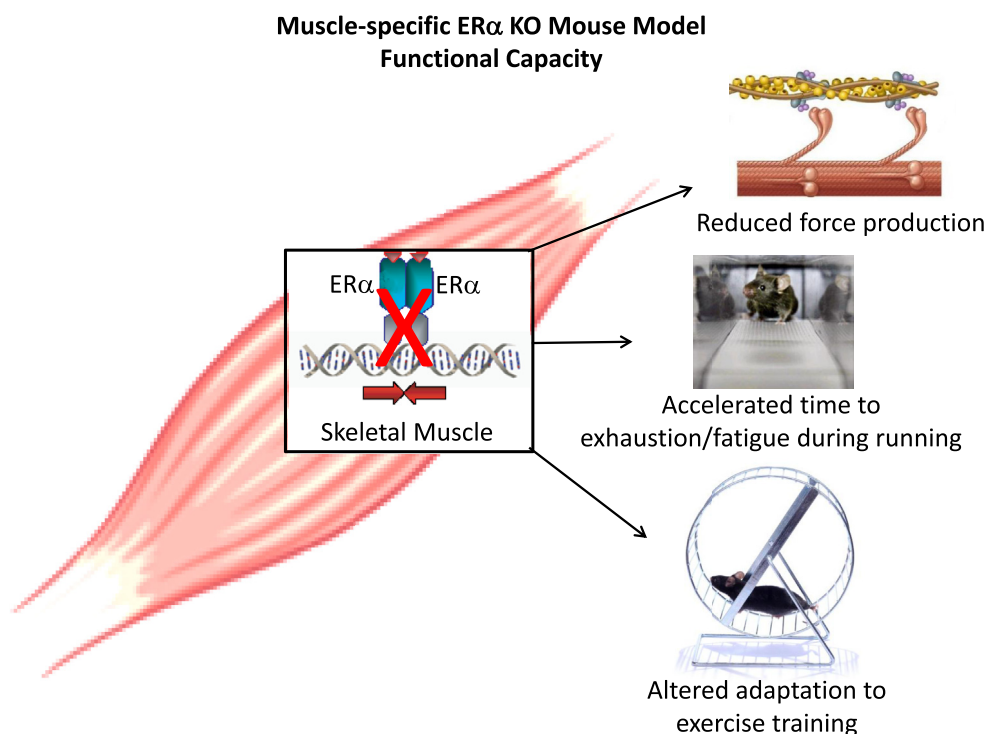 Muscle-specific ERα KO Mouse Model
Functional Capacity
Reduced force production
ERα
ERα
Skeletal Muscle
Accelerated time to
exhaustion/fatigue during running
Altered adaptation to
exercise training